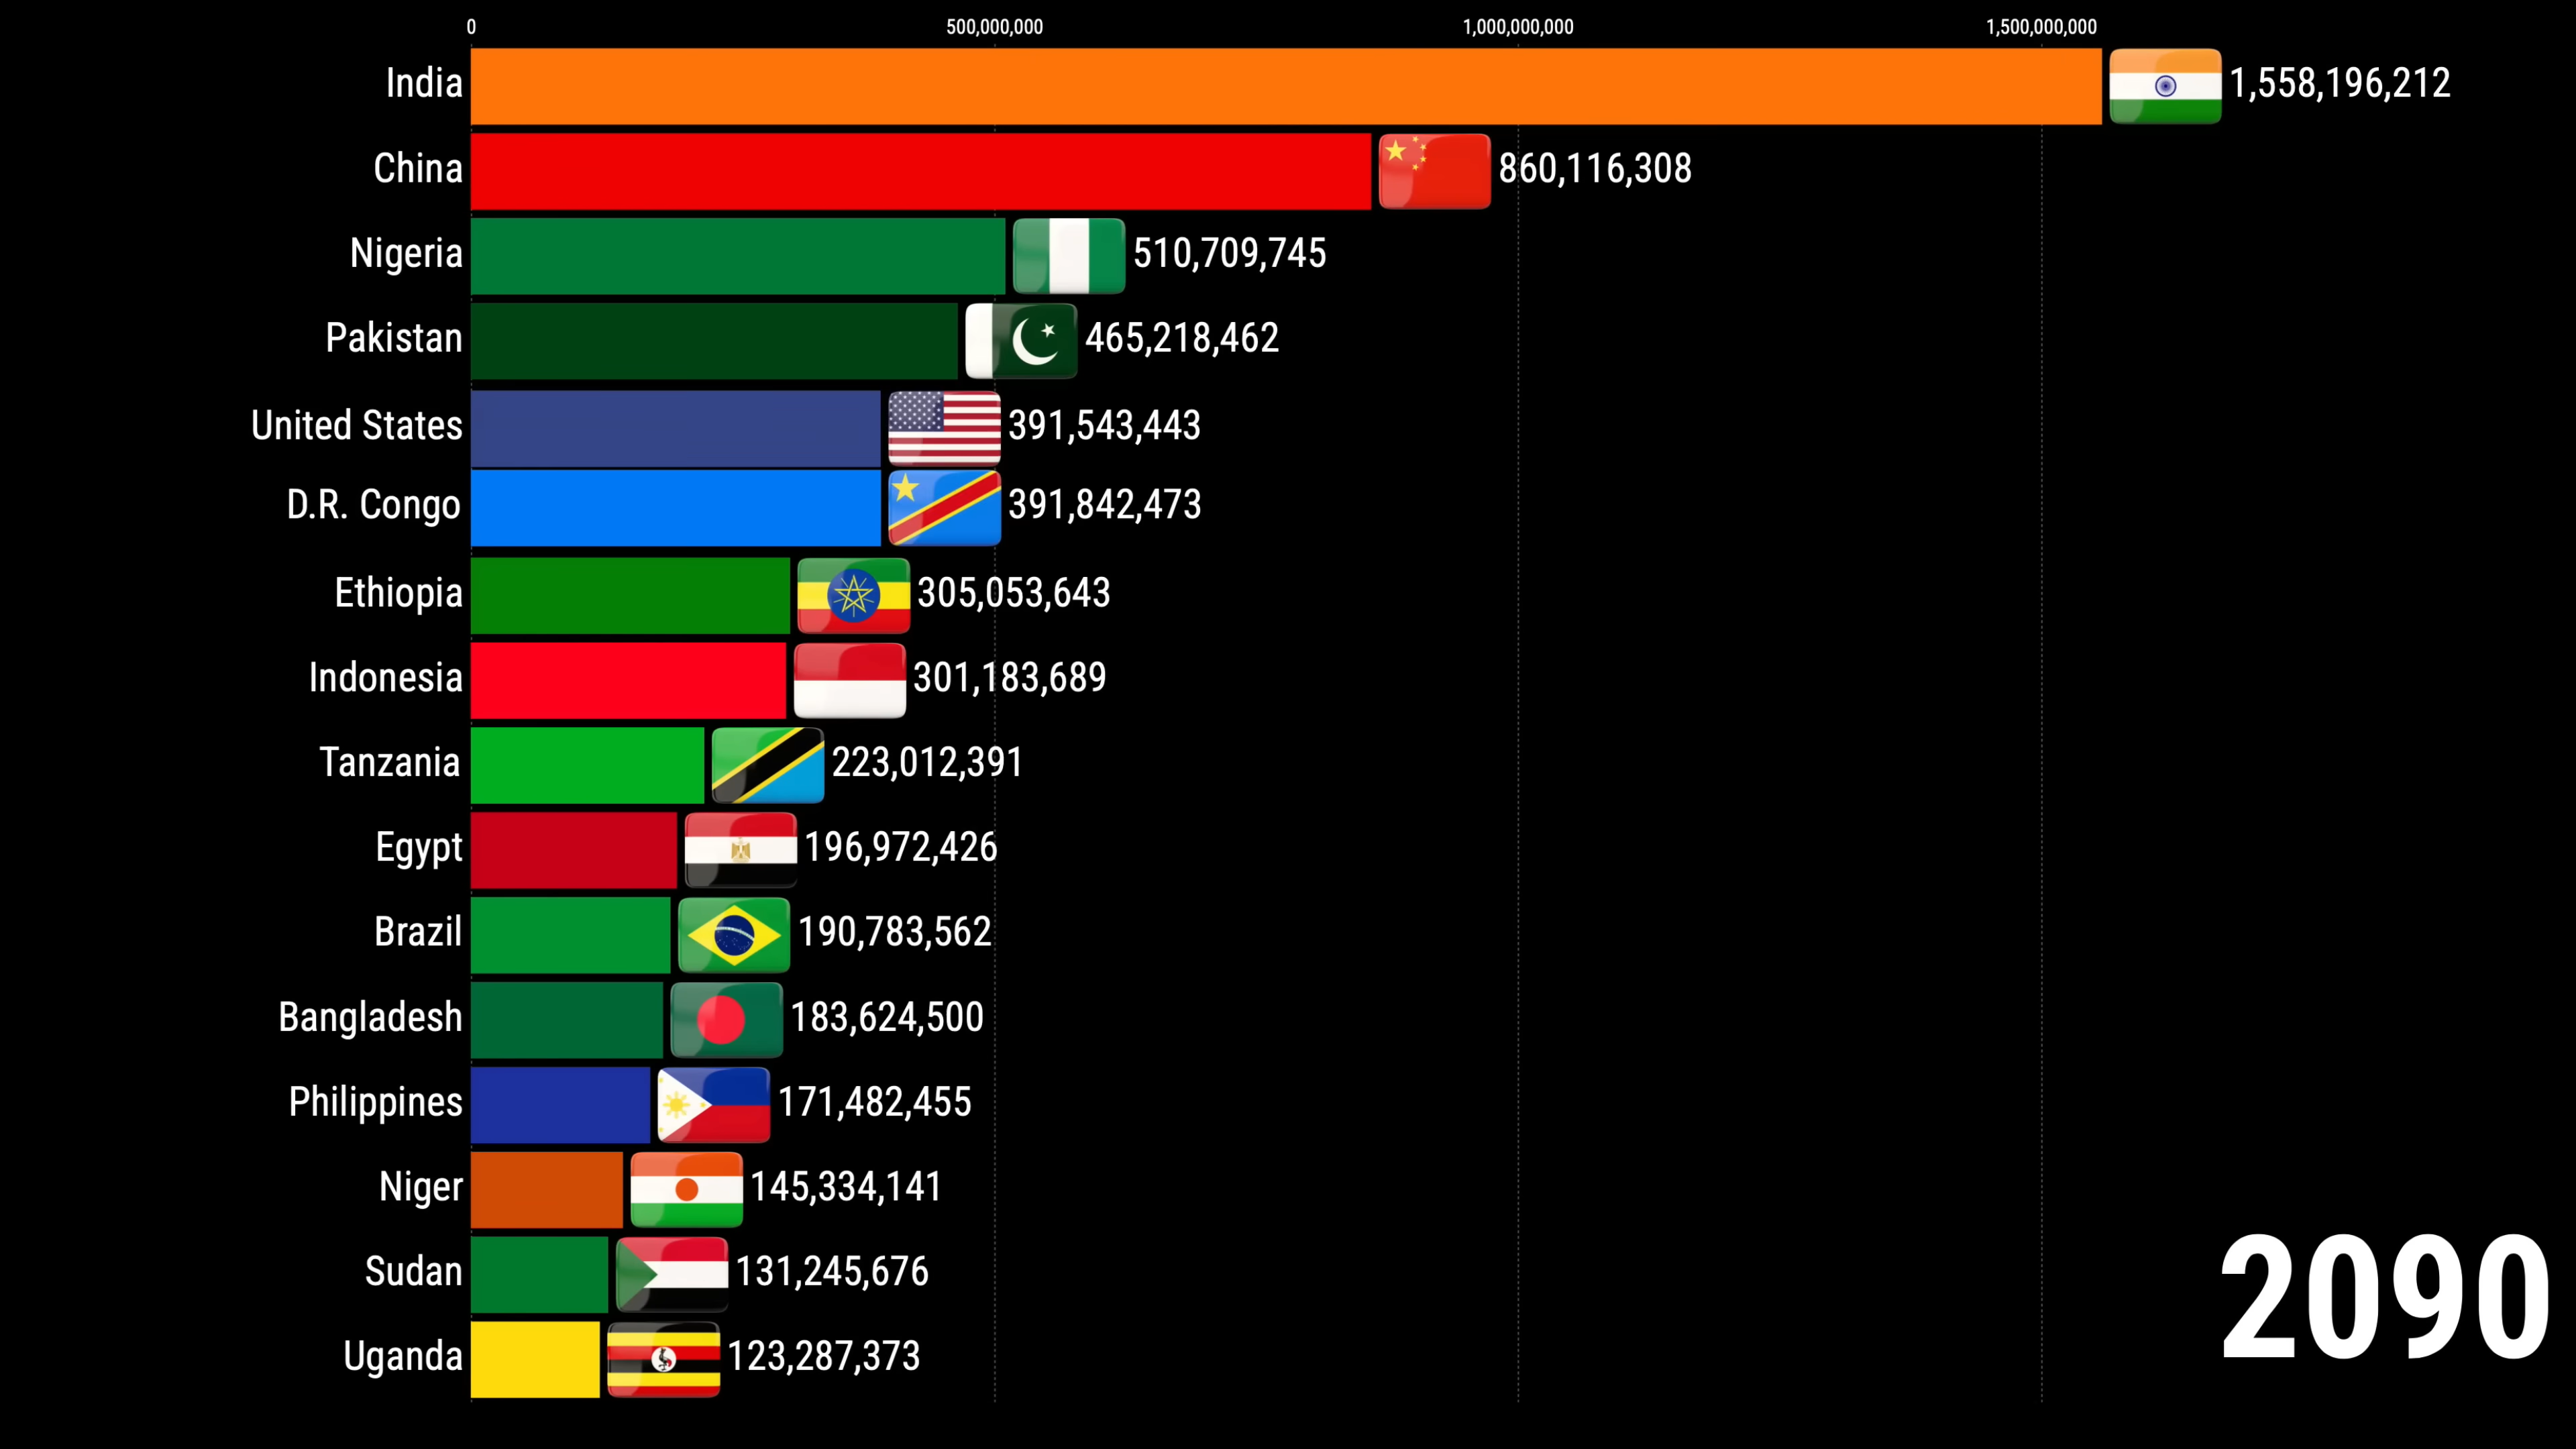 0 500,000,000 1,000,000,000 1,500,000,000
India 1,558,196,212
China 860,116,308
Nigeria 510,709,745
Pakistan 465,218,462
United States 391,543,443
D.R. Congo 391,842,473
Ethiopia 305,053,643
Indonesia 301,183,689
Tanzania 223,012,391
Egypt 196,972,426
Brazil 190,783,562
Bangladesh 183,624,500
Philippines 171,482,455
Niger 145,334,141
Sudan 131,245,676
Uganda 123,287,373
2090